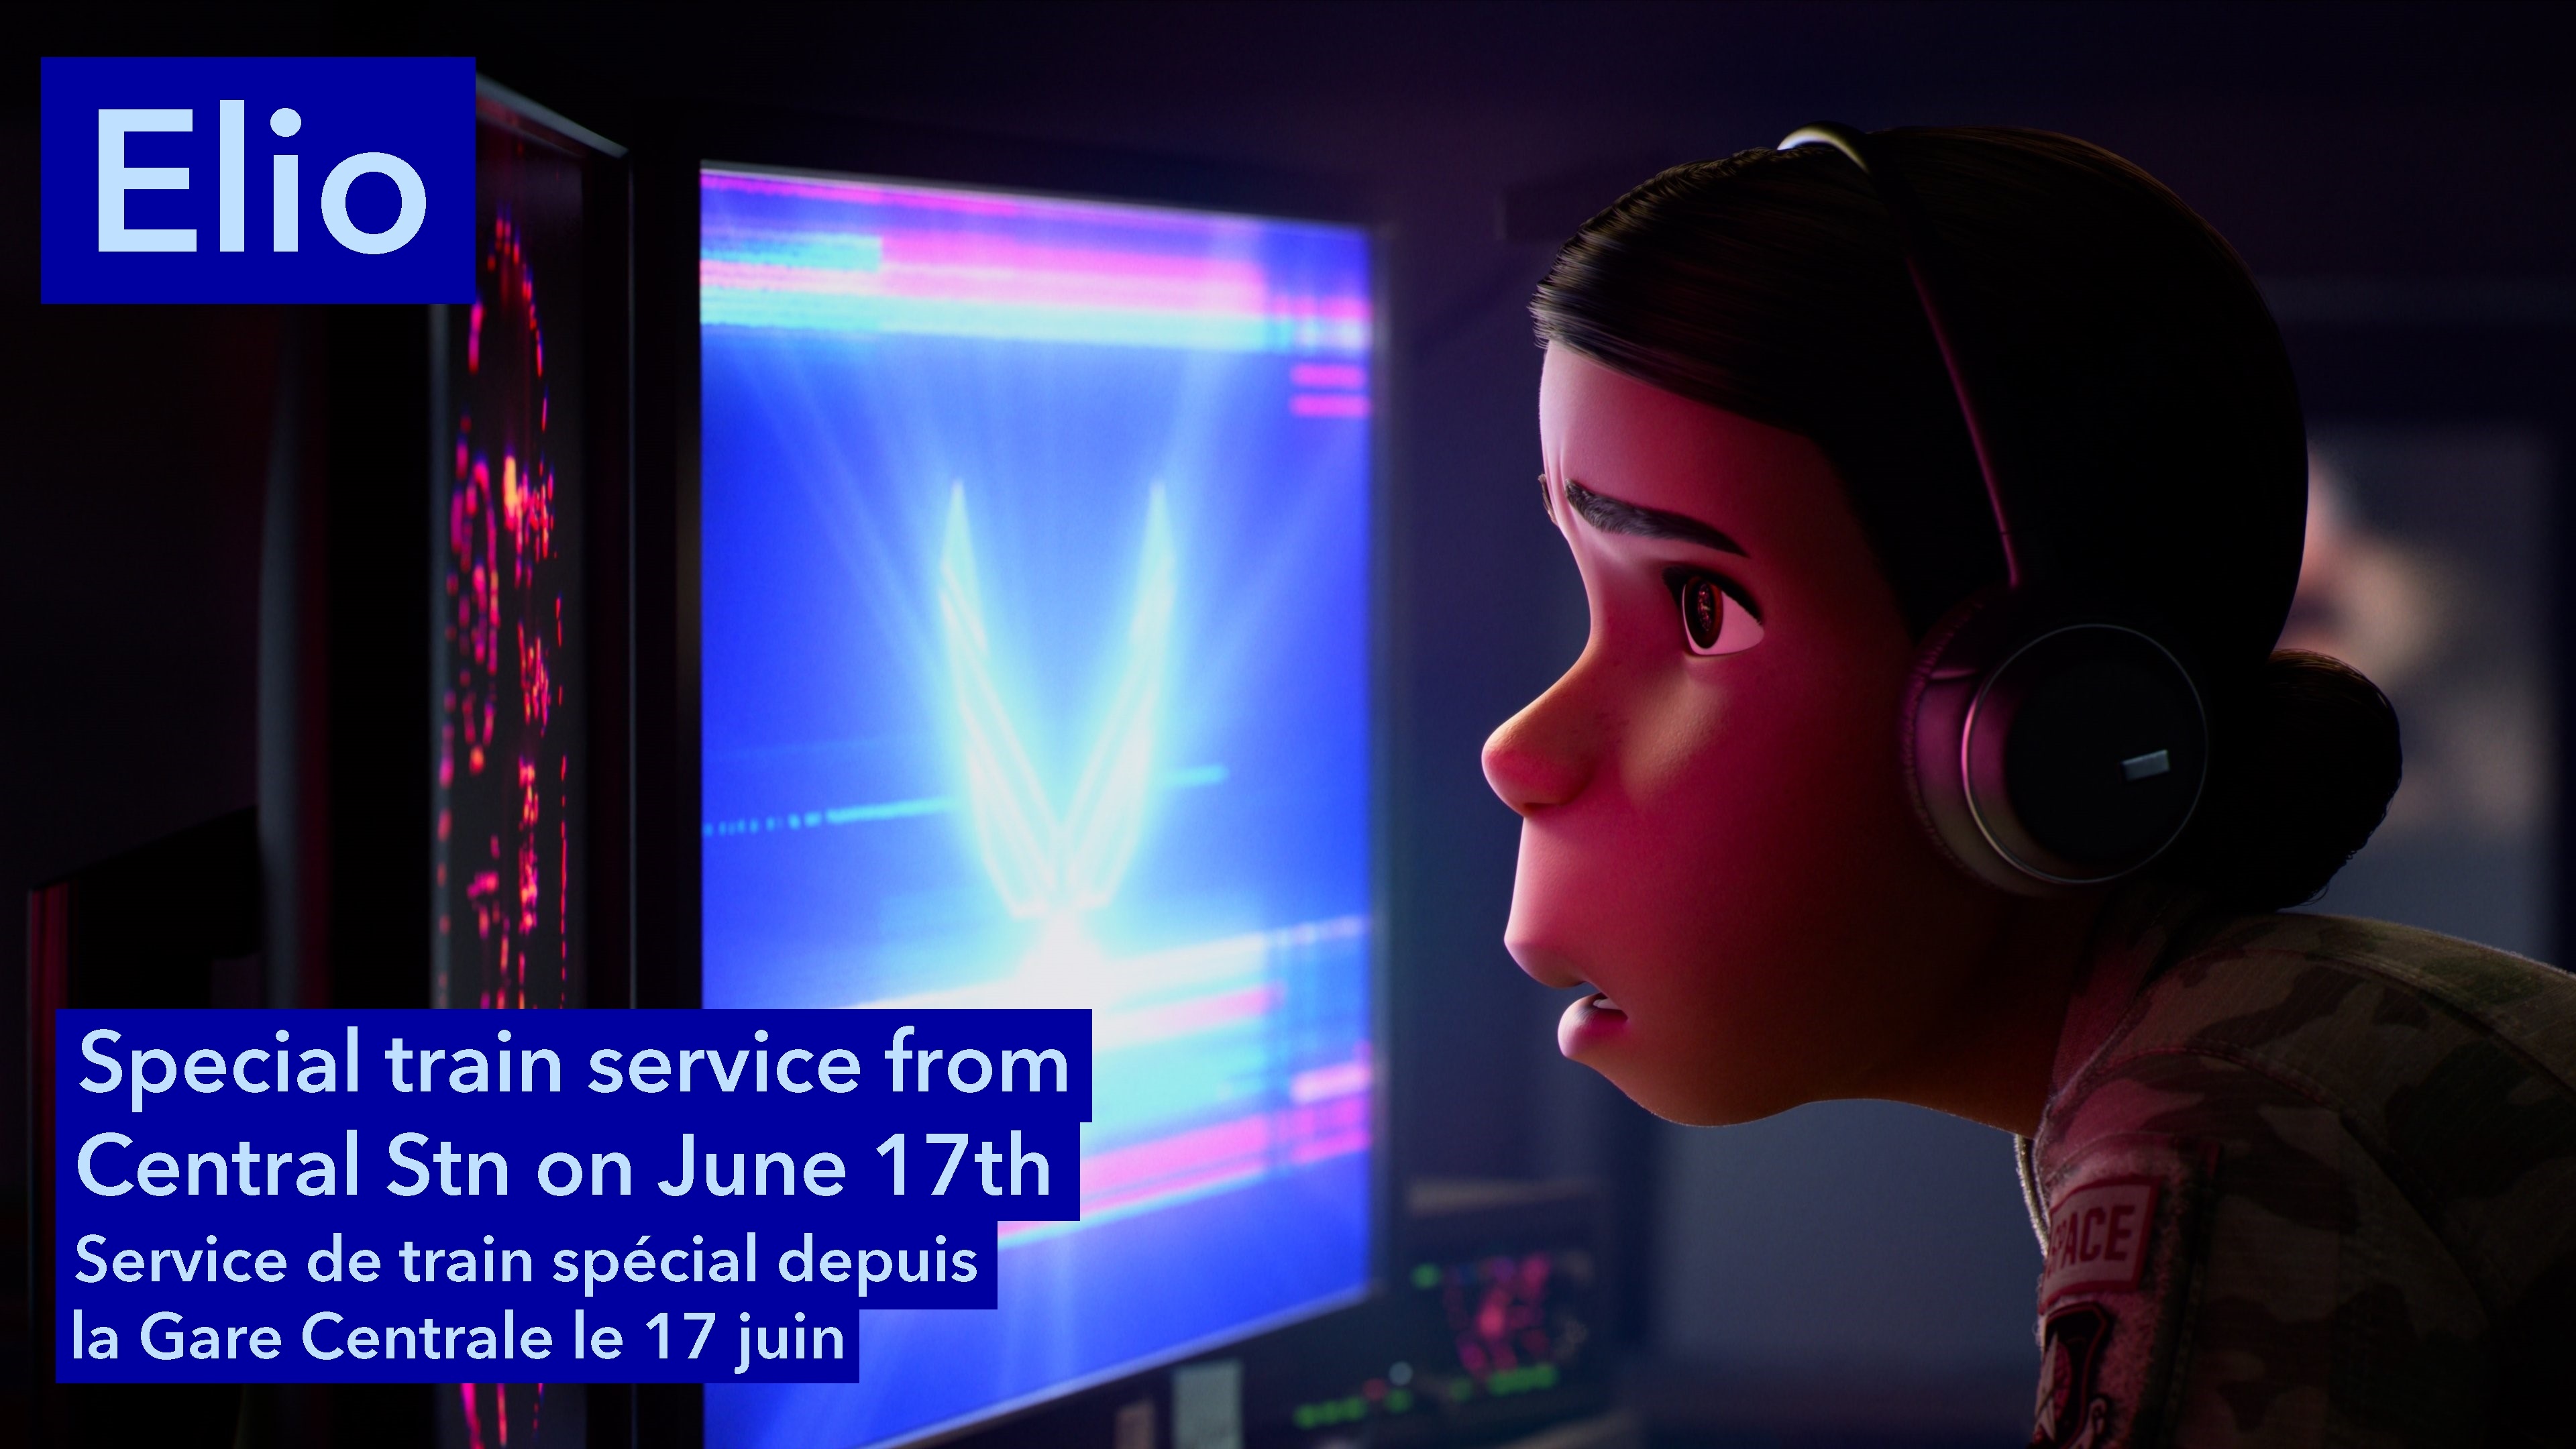 Elio
Special train service from
Central Stn on June 17th
Service de train spécial depuis
la Gare Centrale le 17 juin
SPACE